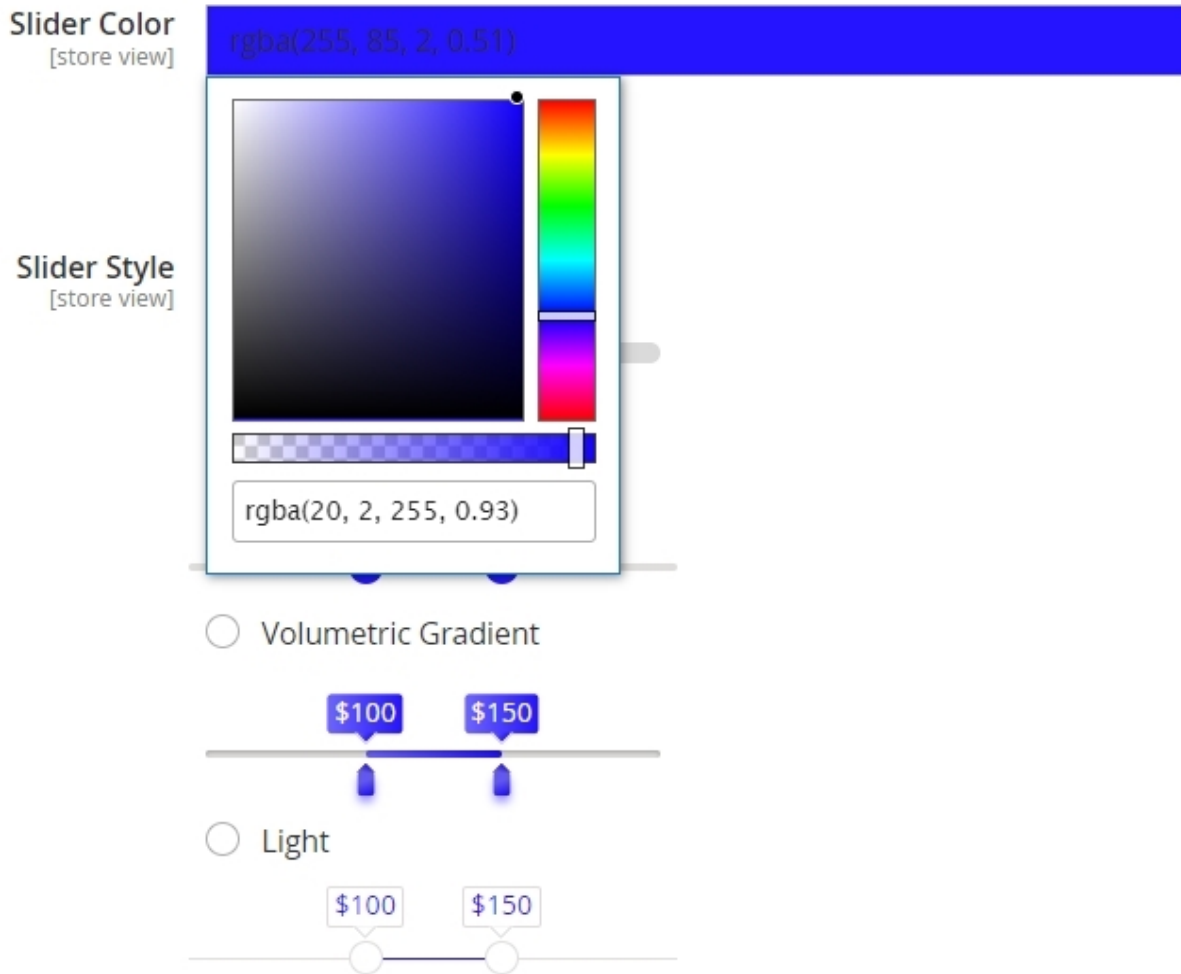 Slider Color
[store view]
rgba(255, 85, 2, 0.51)
Slider Style
[store view]
rgba(20, 2, 255, 0.93)
Volumetric Gradient
$100 $150
Light
$100 $150